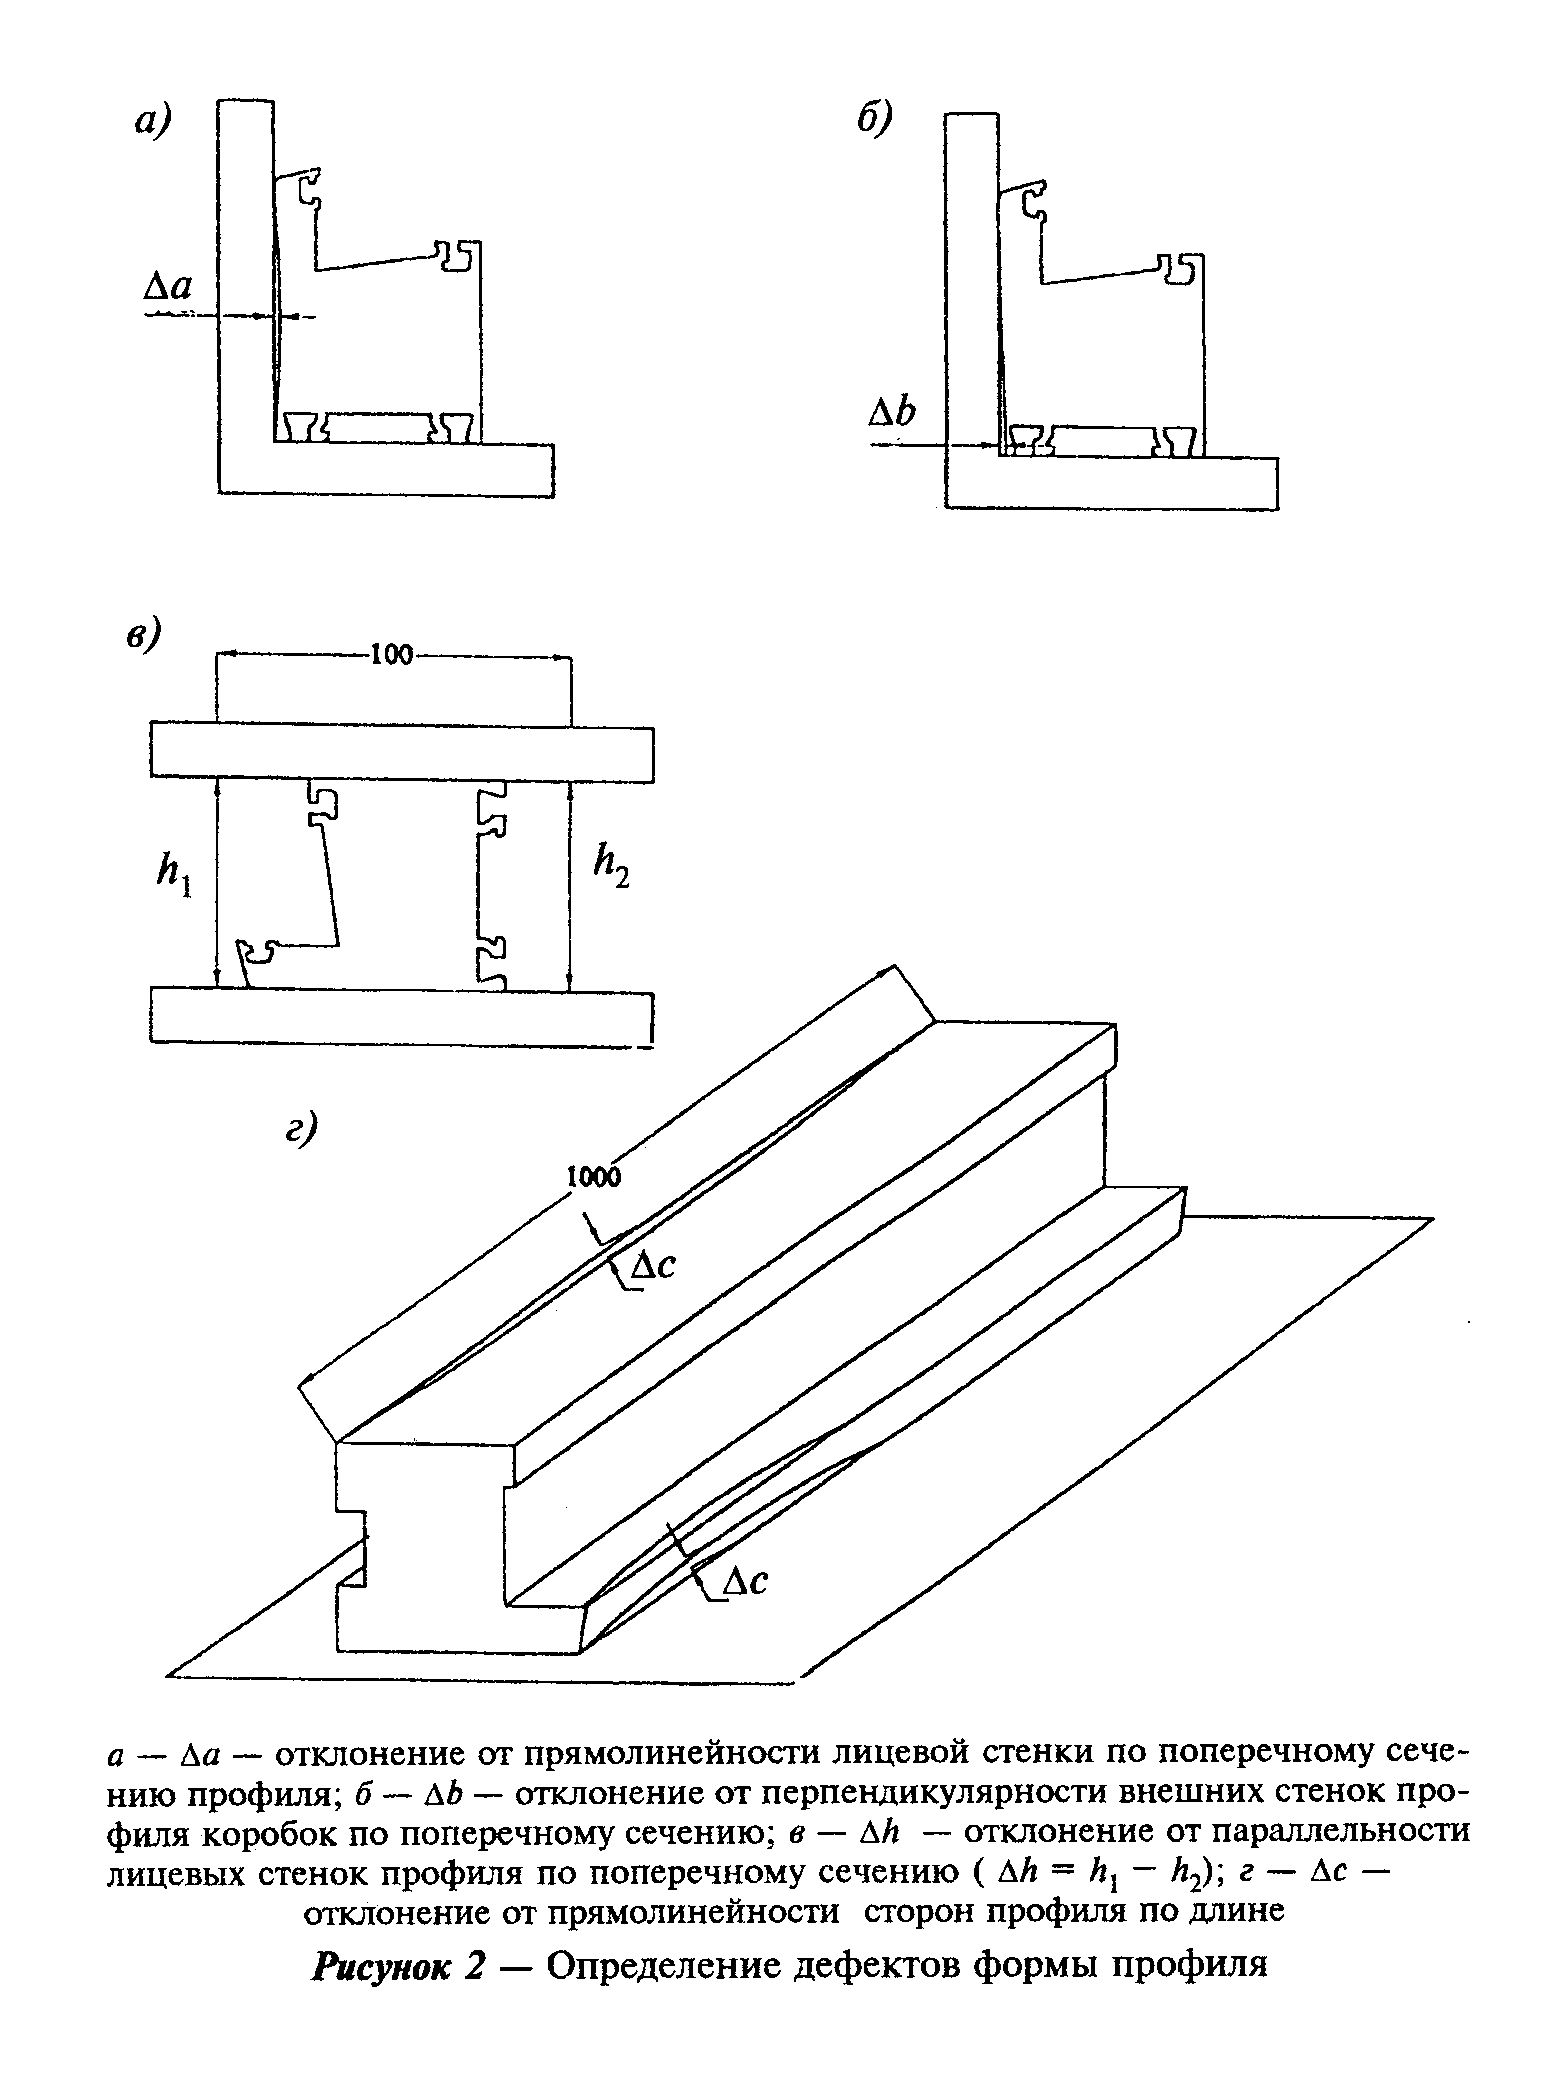 а)
б)
Δa
Δb
в)
100
h₁
h₂
г)
1000
Δc
Δc
а — Δa — отклонение от прямолинейности лицевой стенки по поперечному сече-
нию профиля; б — Δb — отклонение от перпендикулярности внешних стенок про-
филя коробок по поперечному сечению; в — Δh — отклонение от параллельности
лицевых стенок профиля по поперечному сечению ( Δh = h₁ − h₂); г — Δc —
отклонение от прямолинейности сторон профиля по длине
Рисунок 2 — Определение дефектов формы профиля